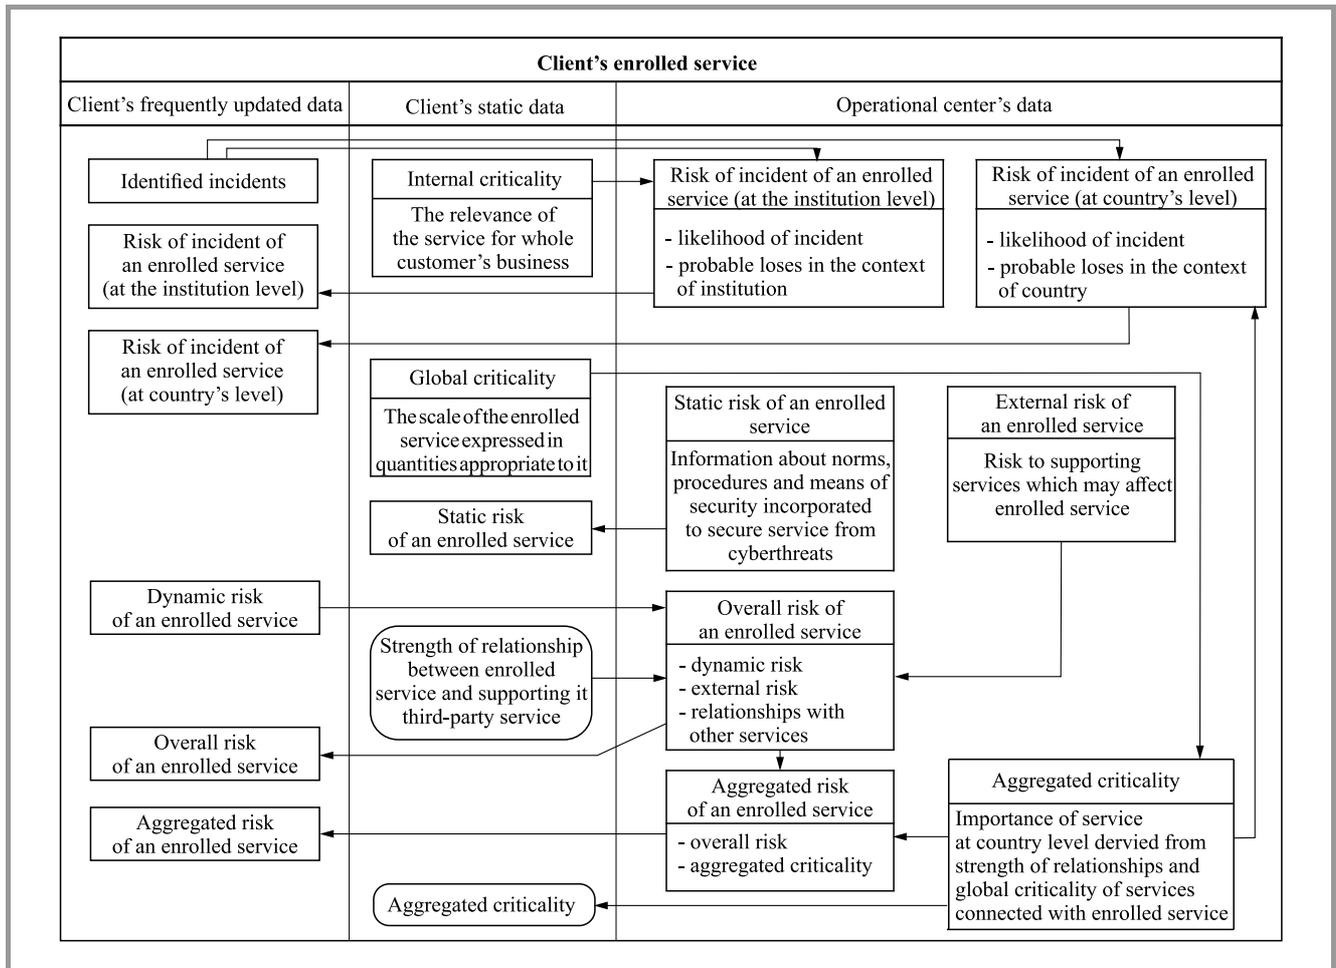 Client's enrolled service
Client's frequently updated data
Client's static data
Operational center's data
Identified incidents
Risk of incident of
an enrolled service
(at the institution level)
Risk of incident of
an enrolled service
(at country's level)
Dynamic risk
of an enrolled service
Overall risk
of an enrolled service
Aggregated risk
of an enrolled service
Internal criticality
The relevance of
the service for whole
customer's business
Global criticality
The scale of the enrolled
service expressed in
quantities appropriate to it
Static risk
of an enrolled service
Strength of relationship
between enrolled
service and supporting it
third-party service
Aggregated criticality
Risk of incident of an enrolled
service (at the institution level)
- likelihood of incident
- probable loses in the context
of institution
Risk of incident of an enrolled
service (at country's level)
- likelihood of incident
- probable loses in the context
of country
Static risk of an enrolled
service
Information about norms,
procedures and means of
security incorporated
to secure service from
cyberthreats
External risk of
an enrolled service
Risk to supporting
services which may affect
enrolled service
Overall risk of
an enrolled service
- dynamic risk
- external risk
- relationships with
other services
Aggregated risk
of an enrolled service
- overall risk
- aggregated criticality
Aggregated criticality
Importance of service
at country level dervied from
strength of relationships and
global criticality of services
connected with enrolled service